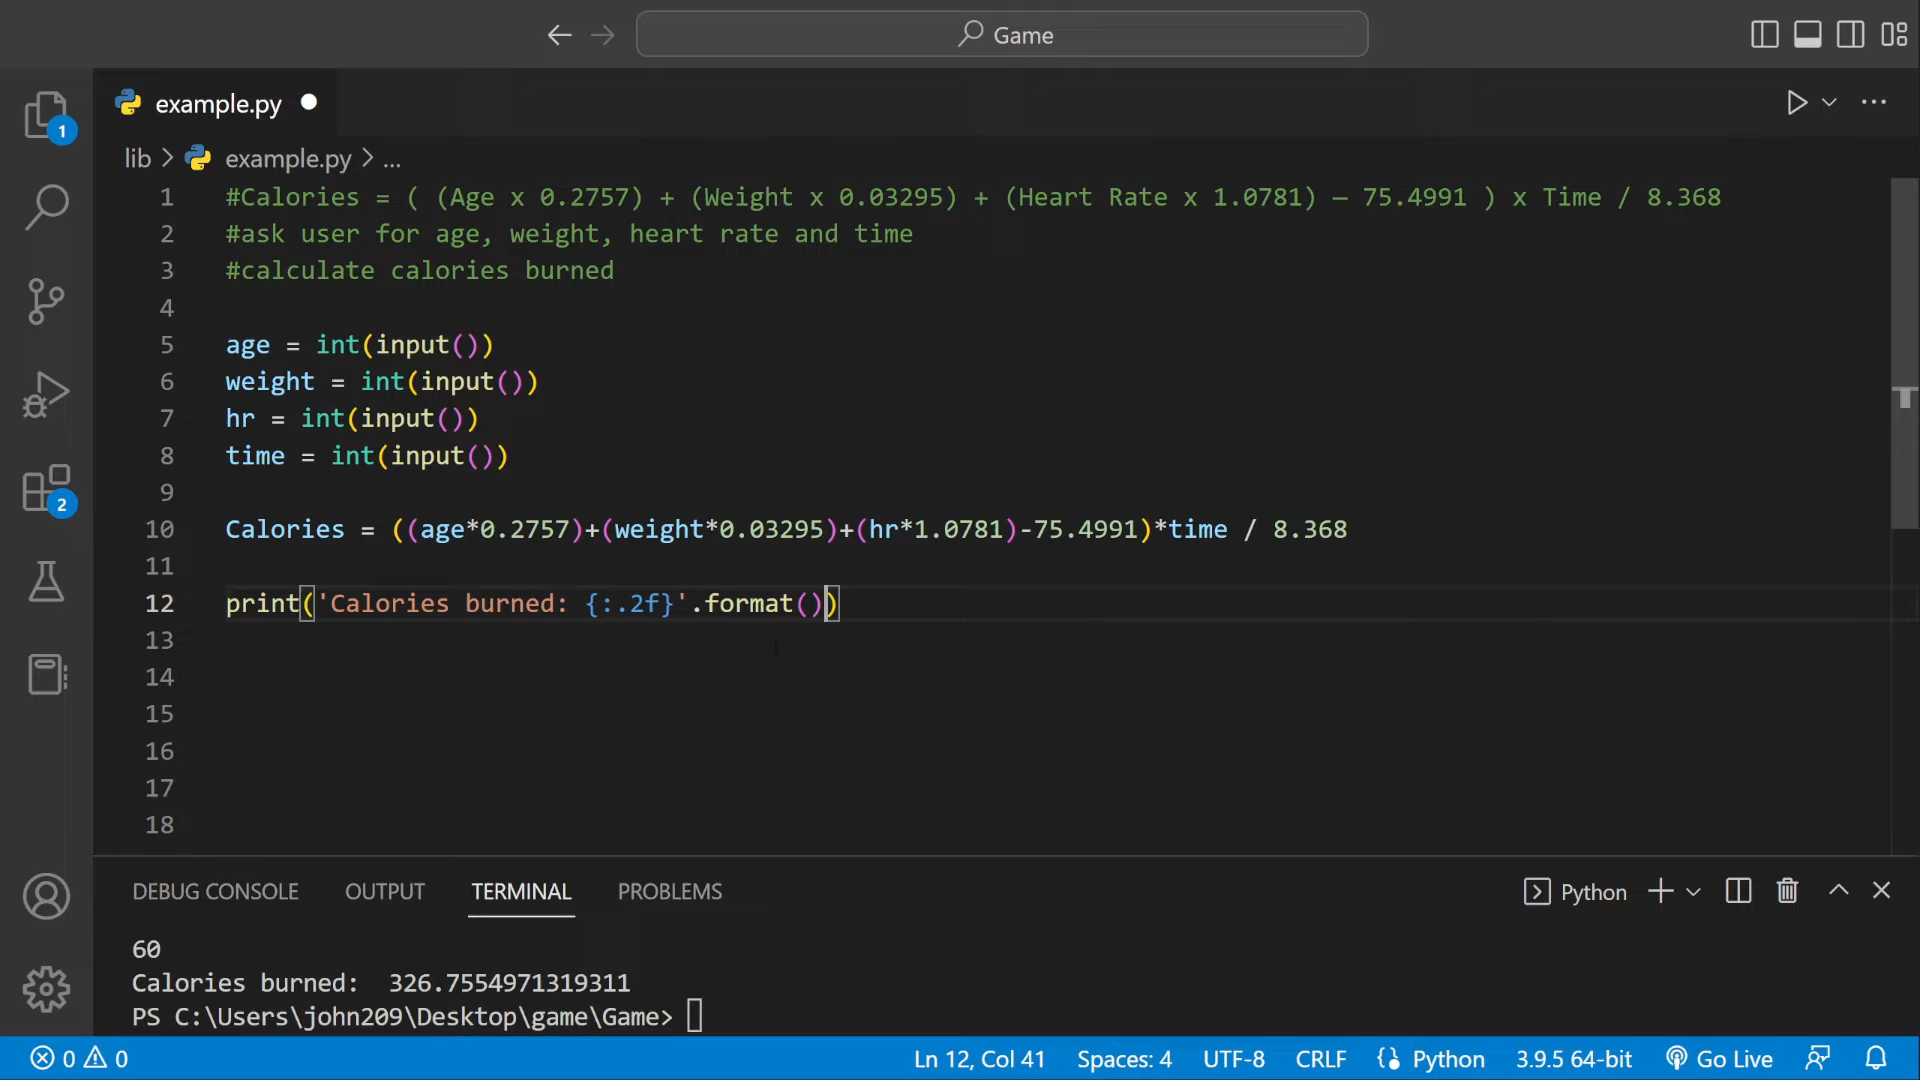 Game
1
2
example.py
lib > example.py > ...
1 #Calories = ( (Age x 0.2757) + (Weight x 0.03295) + (Heart Rate x 1.0781) – 75.4991 ) x Time / 8.368
2 #ask user for age, weight, heart rate and time
3 #calculate calories burned
4
5 age = int(input())
6 weight = int(input())
7 hr = int(input())
8 time = int(input())
9
10 Calories = ((age*0.2757)+(weight*0.03295)+(hr*1.0781)-75.4991)*time / 8.368
11
12 print('Calories burned: {:.2f}'.format())
13
14
15
16
17
18
DEBUG CONSOLE OUTPUT TERMINAL PROBLEMS Python
60
Calories burned:  326.7554971319311
PS C:\Users\john209\Desktop\game\Game>
0 0 Ln 12, Col 41 Spaces: 4 UTF-8 CRLF Python 3.9.5 64-bit Go Live